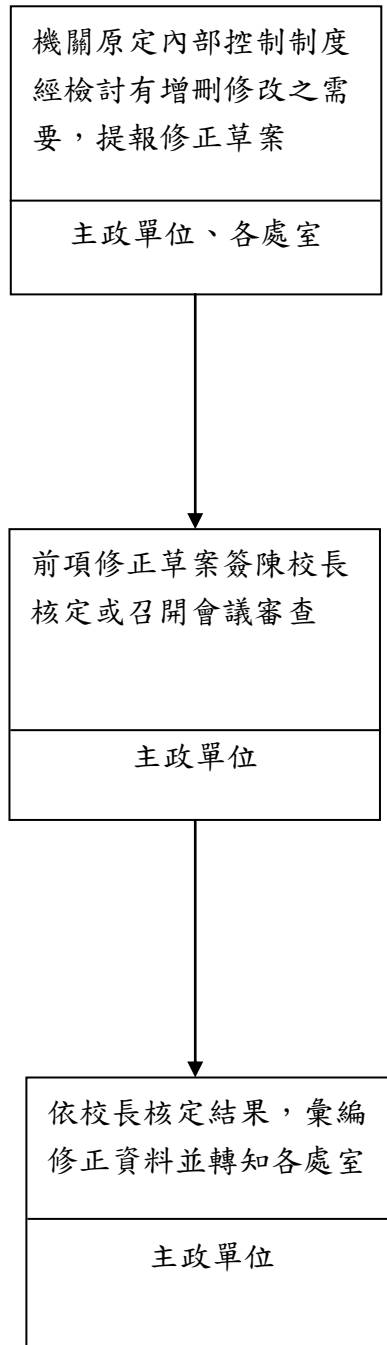 機關原定內部控制制度
經檢討有增刪修改之需
要，提報修正草案
主政單位、各處室
前項修正草案簽陳校長
核定或召開會議審查
主政單位
依校長核定結果，彙編
修正資料並轉知各處室
主政單位